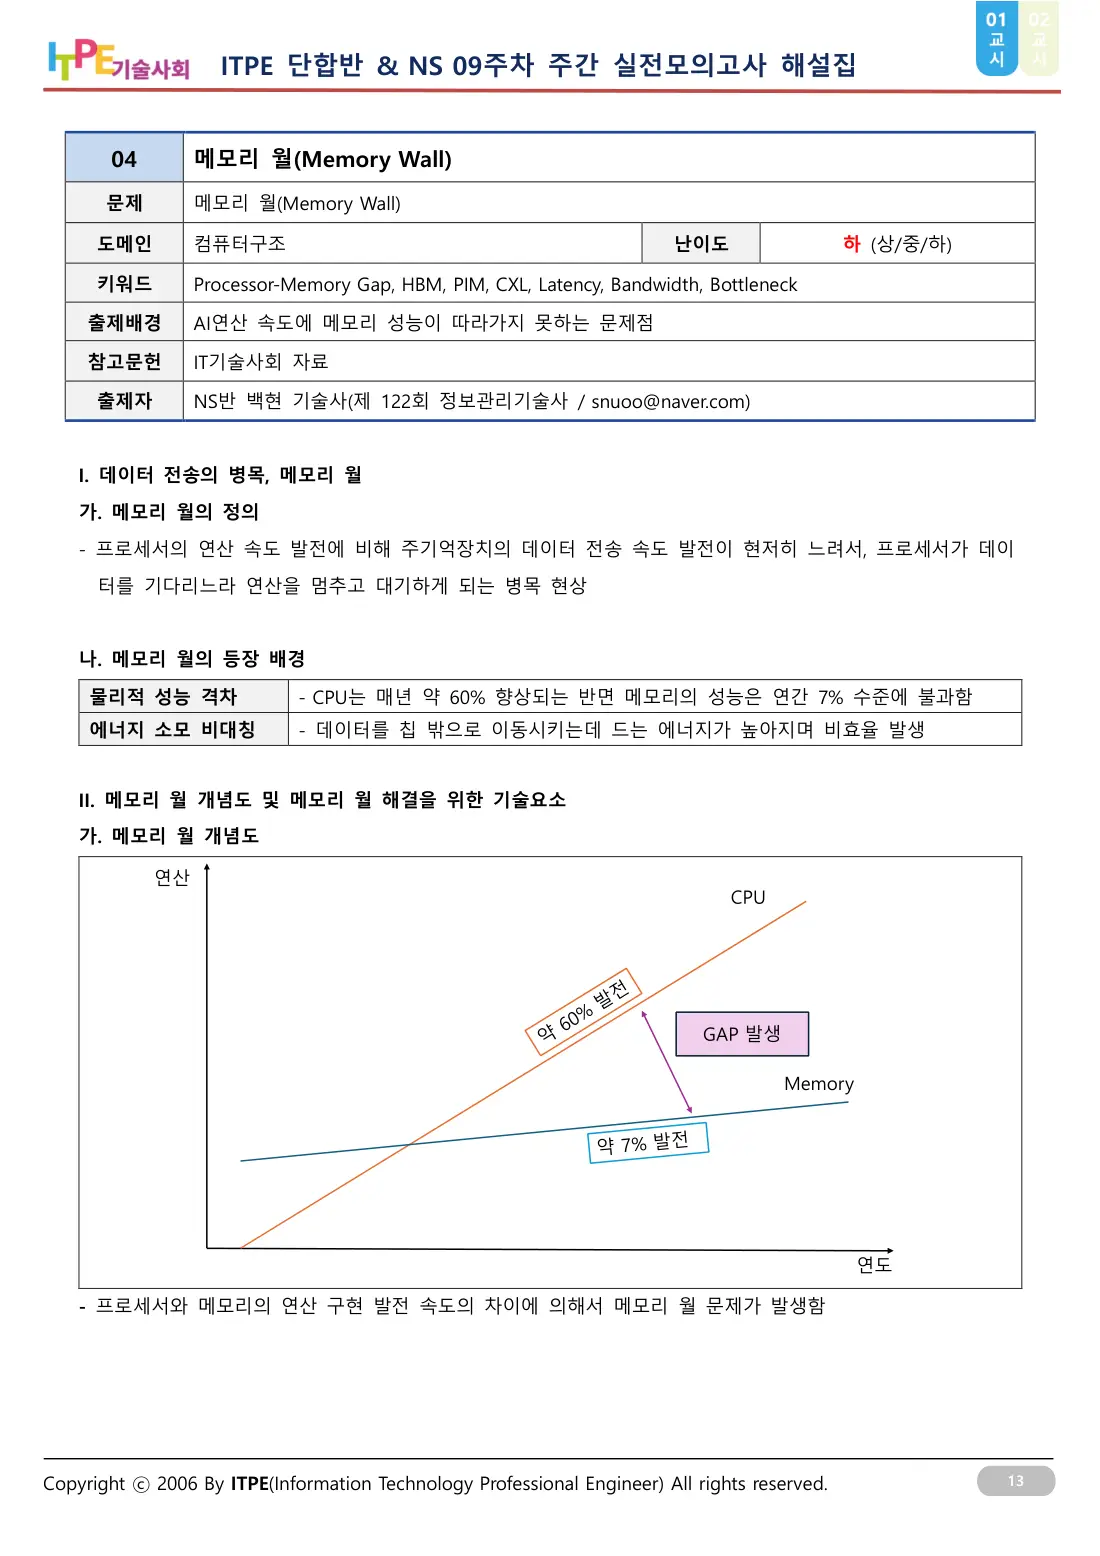 ITPE기술사회 ITPE 단합반 & NS 09주차 주간 실전모의고사 해설집
01 교 시
02 교 시
04 메모리 월(Memory Wall)
문제 메모리 월(Memory Wall)
도메인 컴퓨터구조 난이도 하 (상/중/하)
키워드 Processor-Memory Gap, HBM, PIM, CXL, Latency, Bandwidth, Bottleneck
출제배경 AI연산 속도에 메모리 성능이 따라가지 못하는 문제점
참고문헌 IT기술사회 자료
출제자 NS반 백현 기술사(제 122회 정보관리기술사 / snuoo@naver.com)
I. 데이터 전송의 병목, 메모리 월
가. 메모리 월의 정의
- 프로세서의 연산 속도 발전에 비해 주기억장치의 데이터 전송 속도 발전이 현저히 느려서, 프로세서가 데이
터를 기다리느라 연산을 멈추고 대기하게 되는 병목 현상
나. 메모리 월의 등장 배경
물리적 성능 격차 - CPU는 매년 약 60% 향상되는 반면 메모리의 성능은 연간 7% 수준에 불과함
에너지 소모 비대칭 - 데이터를 칩 밖으로 이동시키는데 드는 에너지가 높아지며 비효율 발생
II. 메모리 월 개념도 및 메모리 월 해결을 위한 기술요소
가. 메모리 월 개념도
연산
CPU
약 60% 발전
GAP 발생
Memory
약 7% 발전
연도
- 프로세서와 메모리의 연산 구현 발전 속도의 차이에 의해서 메모리 월 문제가 발생함
Copyright ⓒ 2006 By ITPE(Information Technology Professional Engineer) All rights reserved.
13